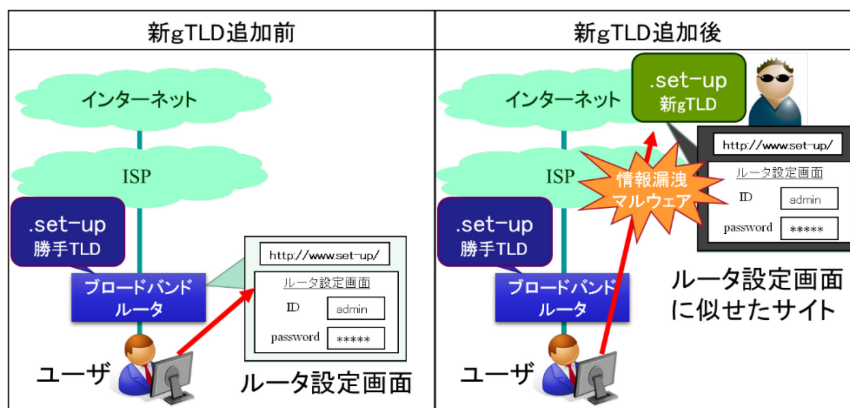 新gTLD追加前
インターネット
ISP
.set-up
勝手TLD
ブロードバンド
ルータ
http://www.set-up/
ルータ設定画面
ID
admin
password
*****
ユーザ
ルータ設定画面
新gTLD追加後
インターネット
.set-up
新gTLD
ISP
情報漏洩
マルウェア
http://www.set-up/
ルータ設定画面
ID
admin
password
*****
.set-up
勝手TLD
ブロードバンド
ルータ
ルータ設定画面
に似せたサイト
ユーザ